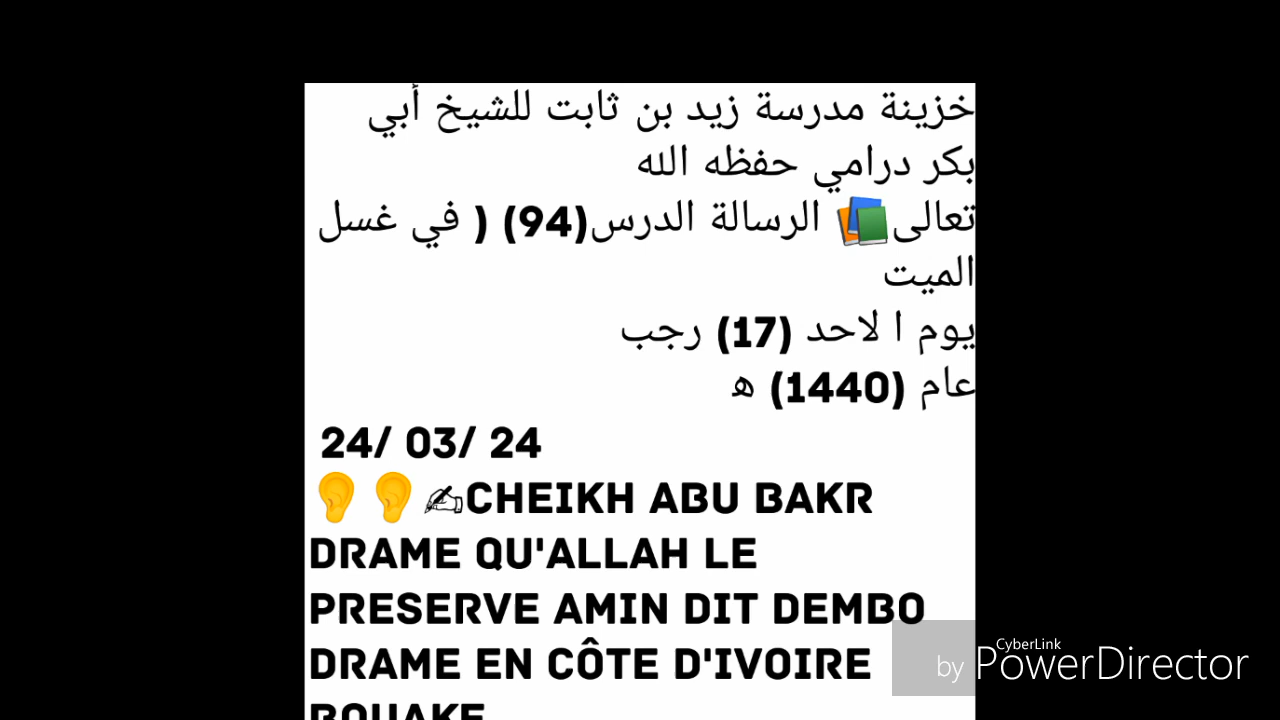 خزينة مدرسة زيد بن ثابت للشيخ أبي
بكر درامي حفظه الله
تعالى📚 الرسالة الدرس(94) ( في غسل
الميت
يوم ا لاحد (17) رجب
عام (1440) ه
24/ 03/ 24
👂👂✍CHEIKH ABU BAKR
DRAME QU'ALLAH LE
PRESERVE AMIN DIT DEMBO
DRAME EN CÔTE D'IVOIRE
BOUAKE
CyberLink
by PowerDirector